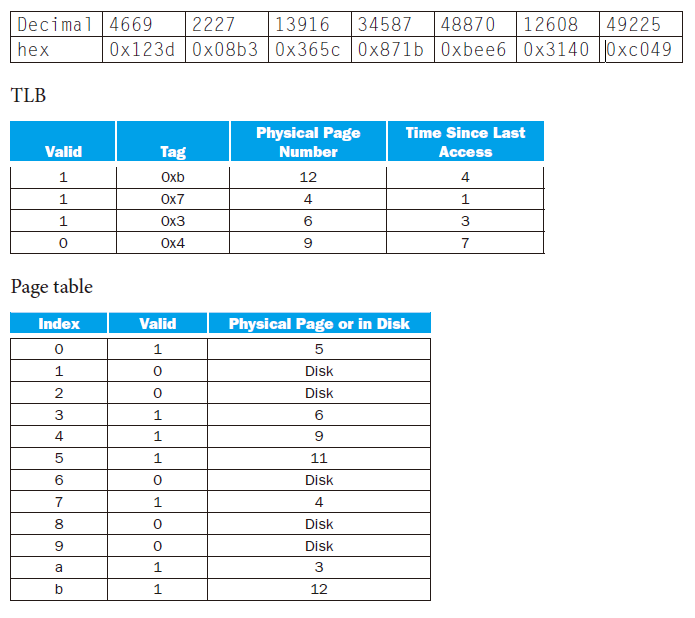 Decimal 4669 2227 13916 34587 48870 12608 49225
hex 0x123d 0x08b3 0x365c 0x871b 0xbee6 0x3140 0xc049
TLB
Valid Tag Physical Page Number Time Since Last Access
1 0xb 12 4
1 0x7 4 1
1 0x3 6 3
0 0x4 9 7
Page table
Index Valid Physical Page or in Disk
0 1 5
1 0 Disk
2 0 Disk
3 1 6
4 1 9
5 1 11
6 0 Disk
7 1 4
8 0 Disk
9 0 Disk
a 1 3
b 1 12